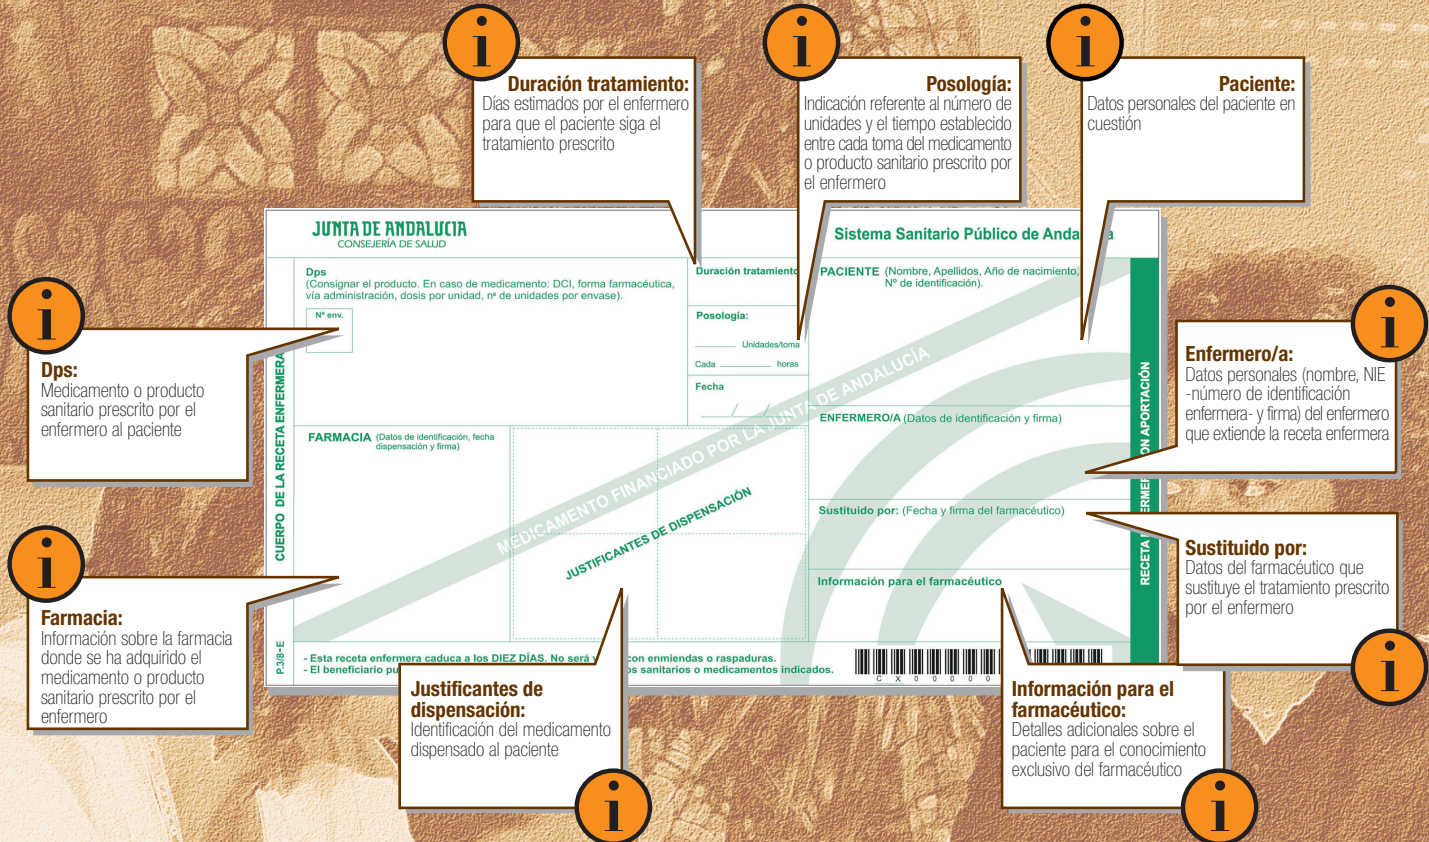 Duración tratamiento:
Días estimados por el enfermero
para que el paciente siga el
tratamiento prescrito
Posología:
Indicación referente al número de
unidades y el tiempo establecido
entre cada toma del medicamento
o producto sanitario prescrito por
el enfermero
Paciente:
Datos personales del paciente en
cuestión
JUNTA DE ANDALUCIA
CONSEJERÍA DE SALUD
Sistema Sanitario Público de Anda
Dps
(Consignar el producto. En caso de medicamento: DCI, forma farmacéutica,
vía administración, dosis por unidad, nº de unidades por envase).
Nº env.
Duración tratamiento
Posología:
Unidades/toma
Cada horas
Fecha
/ /
PACIENTE (Nombre, Apellidos, Año de nacimiento,
Nº de identificación).
ENFERMERO/A (Datos de identificación y firma)
Sustituido por: (Fecha y firma del farmacéutico)
Información para el farmacéutico
FARMACIA (Datos de identificación, fecha
dispensación y firma)
JUSTIFICANTES DE DISPENSACIÓN
MEDICAMENTO FINANCIADO POR LA JUNTA DE ANDALUCÍA
CUERPO DE LA RECETA ENFERMERA
P.3/8-E
RECETA ON APORTACIÓN
- Esta receta enfermera caduca a los DIEZ DÍAS. No será con enmiendas o raspaduras.
- El beneficiario os sanitarios o medicamentos indicados.
C X 0 0 0 0 0
Dps:
Medicamento o producto
sanitario prescrito por el
enfermero al paciente
Farmacia:
Información sobre la farmacia
donde se ha adquirido el
medicamento o producto
sanitario prescrito por el
enfermero
Justificantes de
dispensación:
Identificación del medicamento
dispensado al paciente
Enfermero/a:
Datos personales (nombre, NIE
-número de identificación
enfermera- y firma) del enfermero
que extiende la receta enfermera
Sustituido por:
Datos del farmacéutico que
sustituye el tratamiento prescrito
por el enfermero
Información para el
farmacéutico:
Detalles adicionales sobre el
paciente para el conocimiento
exclusivo del farmacéutico